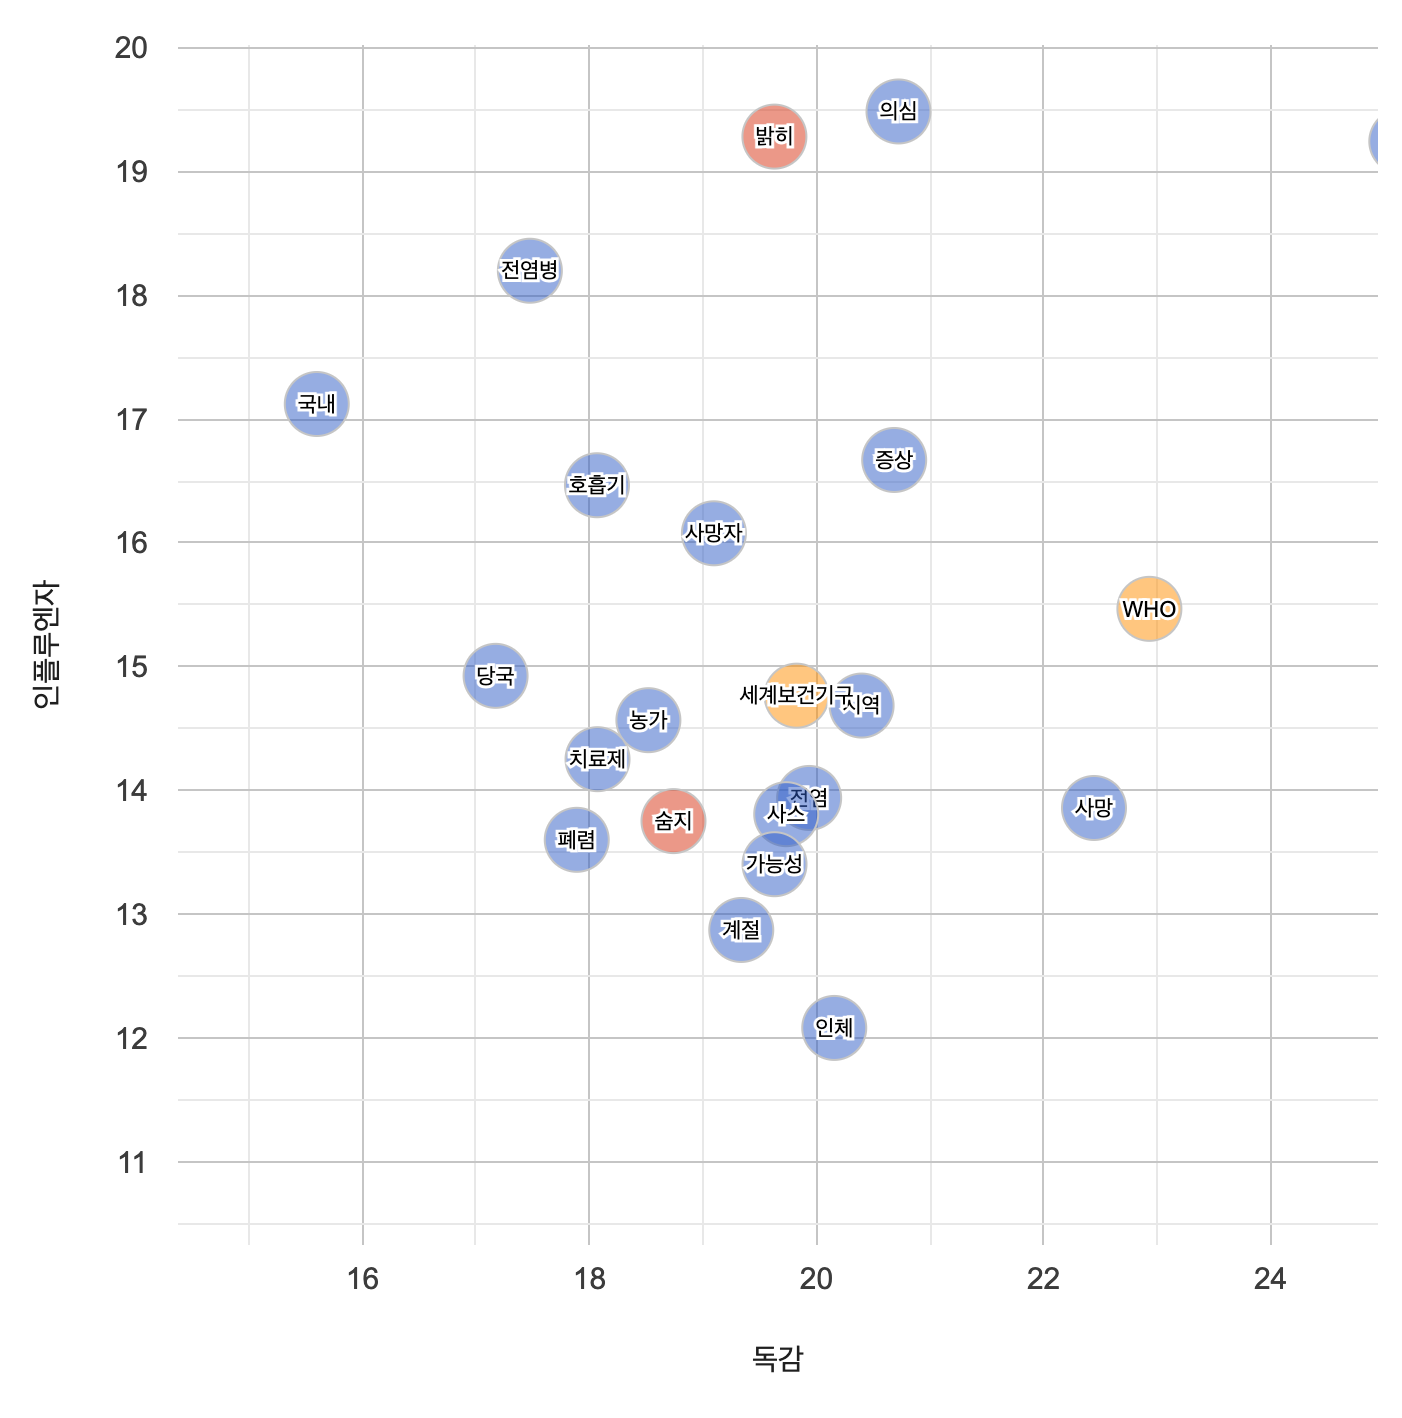 20
19
18
17
16
15
14
13
12
11
인플루엔자
의심
밝히
전염병
국내
증상
호흡기
사망자
WHO
당국
세계보건기구
지역
농가
치료제
전염
사망
사스
숨지
폐렴
가능성
계절
인체
16
18
20
22
24
독감